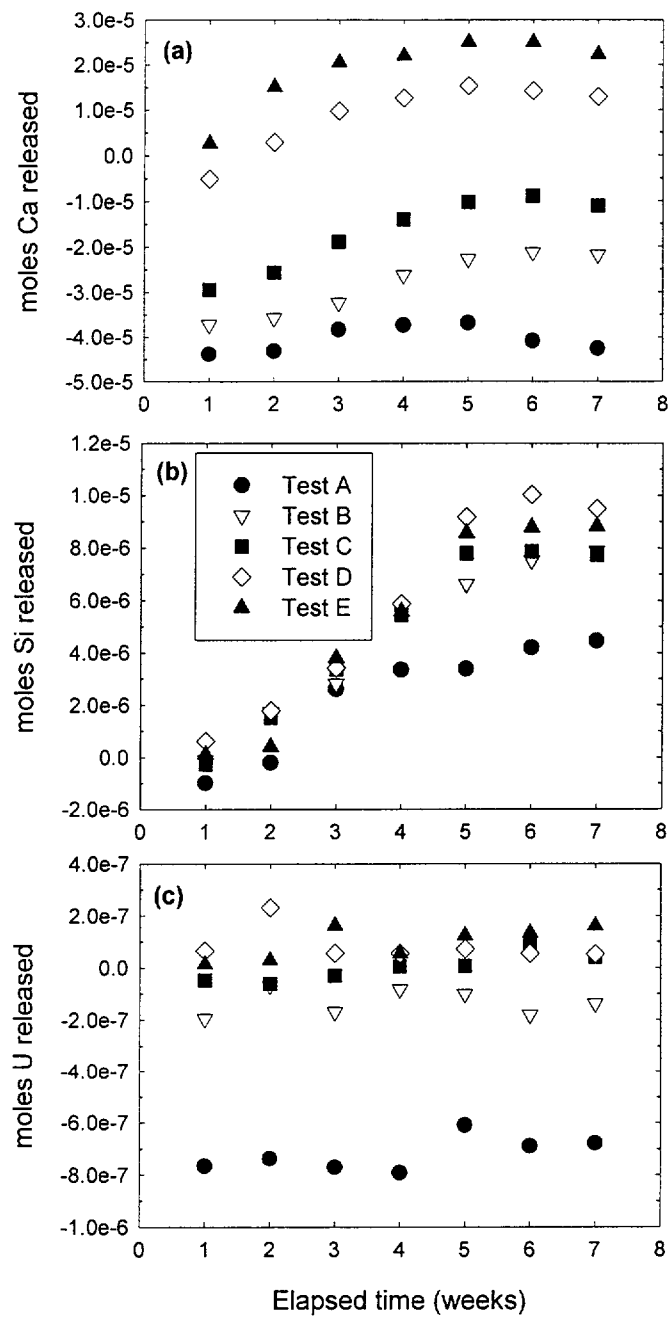 3.0e-5
(a)
2.0e-5
1.0e-5
0.0
-1.0e-5
-2.0e-5
-3.0e-5
-4.0e-5
-5.0e-5
moles Ca released
0 1 2 3 4 5 6 7 8
1.2e-5
(b)
1.0e-5
8.0e-6
6.0e-6
4.0e-6
2.0e-6
0.0
-2.0e-6
moles Si released
Test A
Test B
Test C
Test D
Test E
0 1 2 3 4 5 6 7 8
4.0e-7
(c)
2.0e-7
0.0
-2.0e-7
-4.0e-7
-6.0e-7
-8.0e-7
-1.0e-6
moles U released
0 1 2 3 4 5 6 7 8
Elapsed time (weeks)